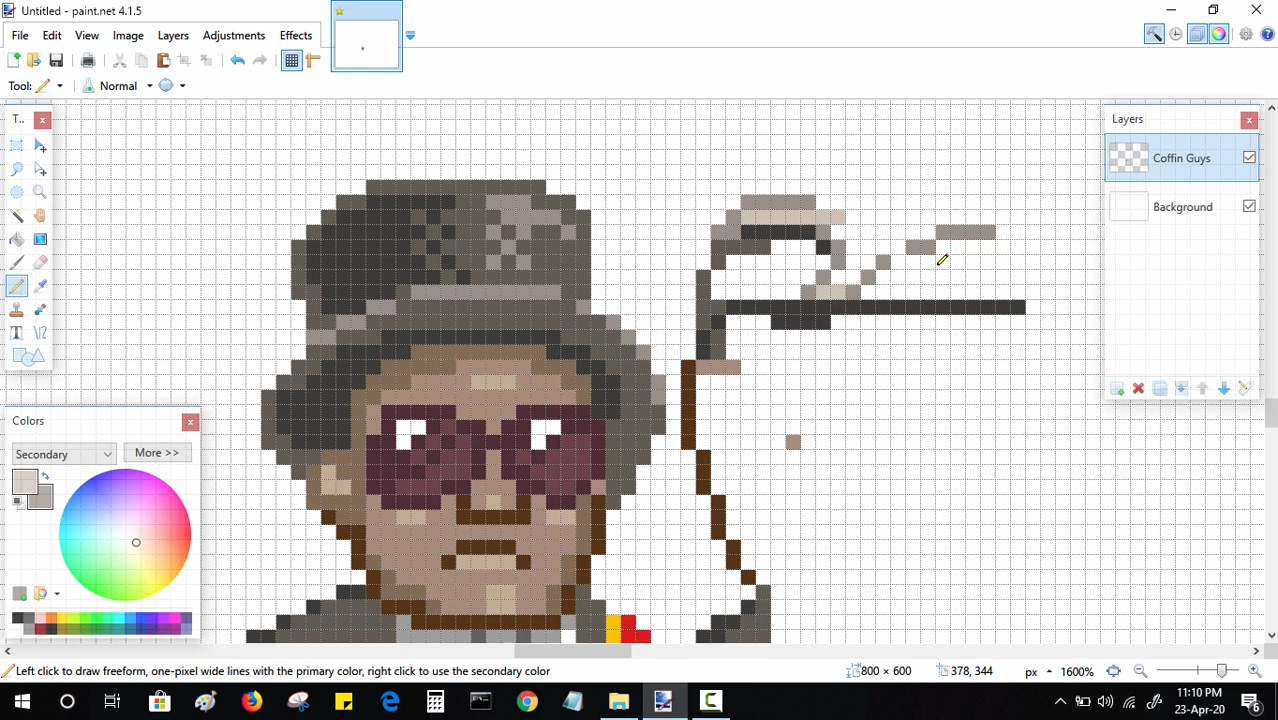 Untitled - paint.net 4.1.5
File Edit View Image Layers Adjustments Effects
Tool: Normal
T..
Layers
Coffin Guys
Background
Colors
Secondary
More >>
Left click to draw freeform, one-pixel wide lines with the primary color, right click to use the secondary color
800 × 600
378, 344
px
1600%
11:10 PM
23-Apr-20
6